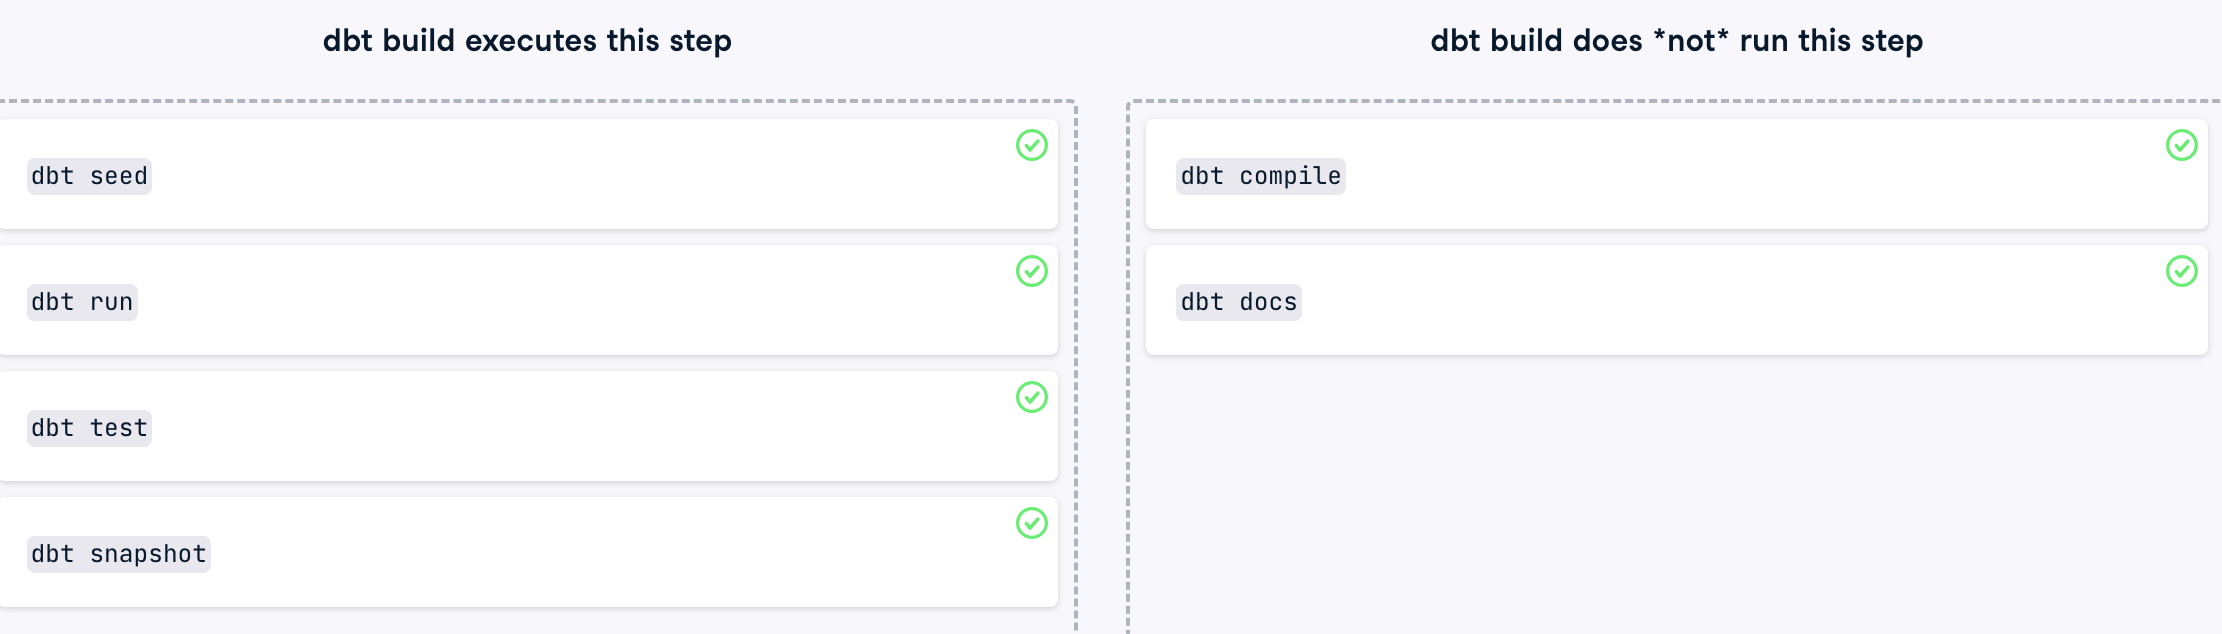 dbt build executes this step
dbt seed
dbt run
dbt test
dbt snapshot
dbt build does *not* run this step
dbt compile
dbt docs